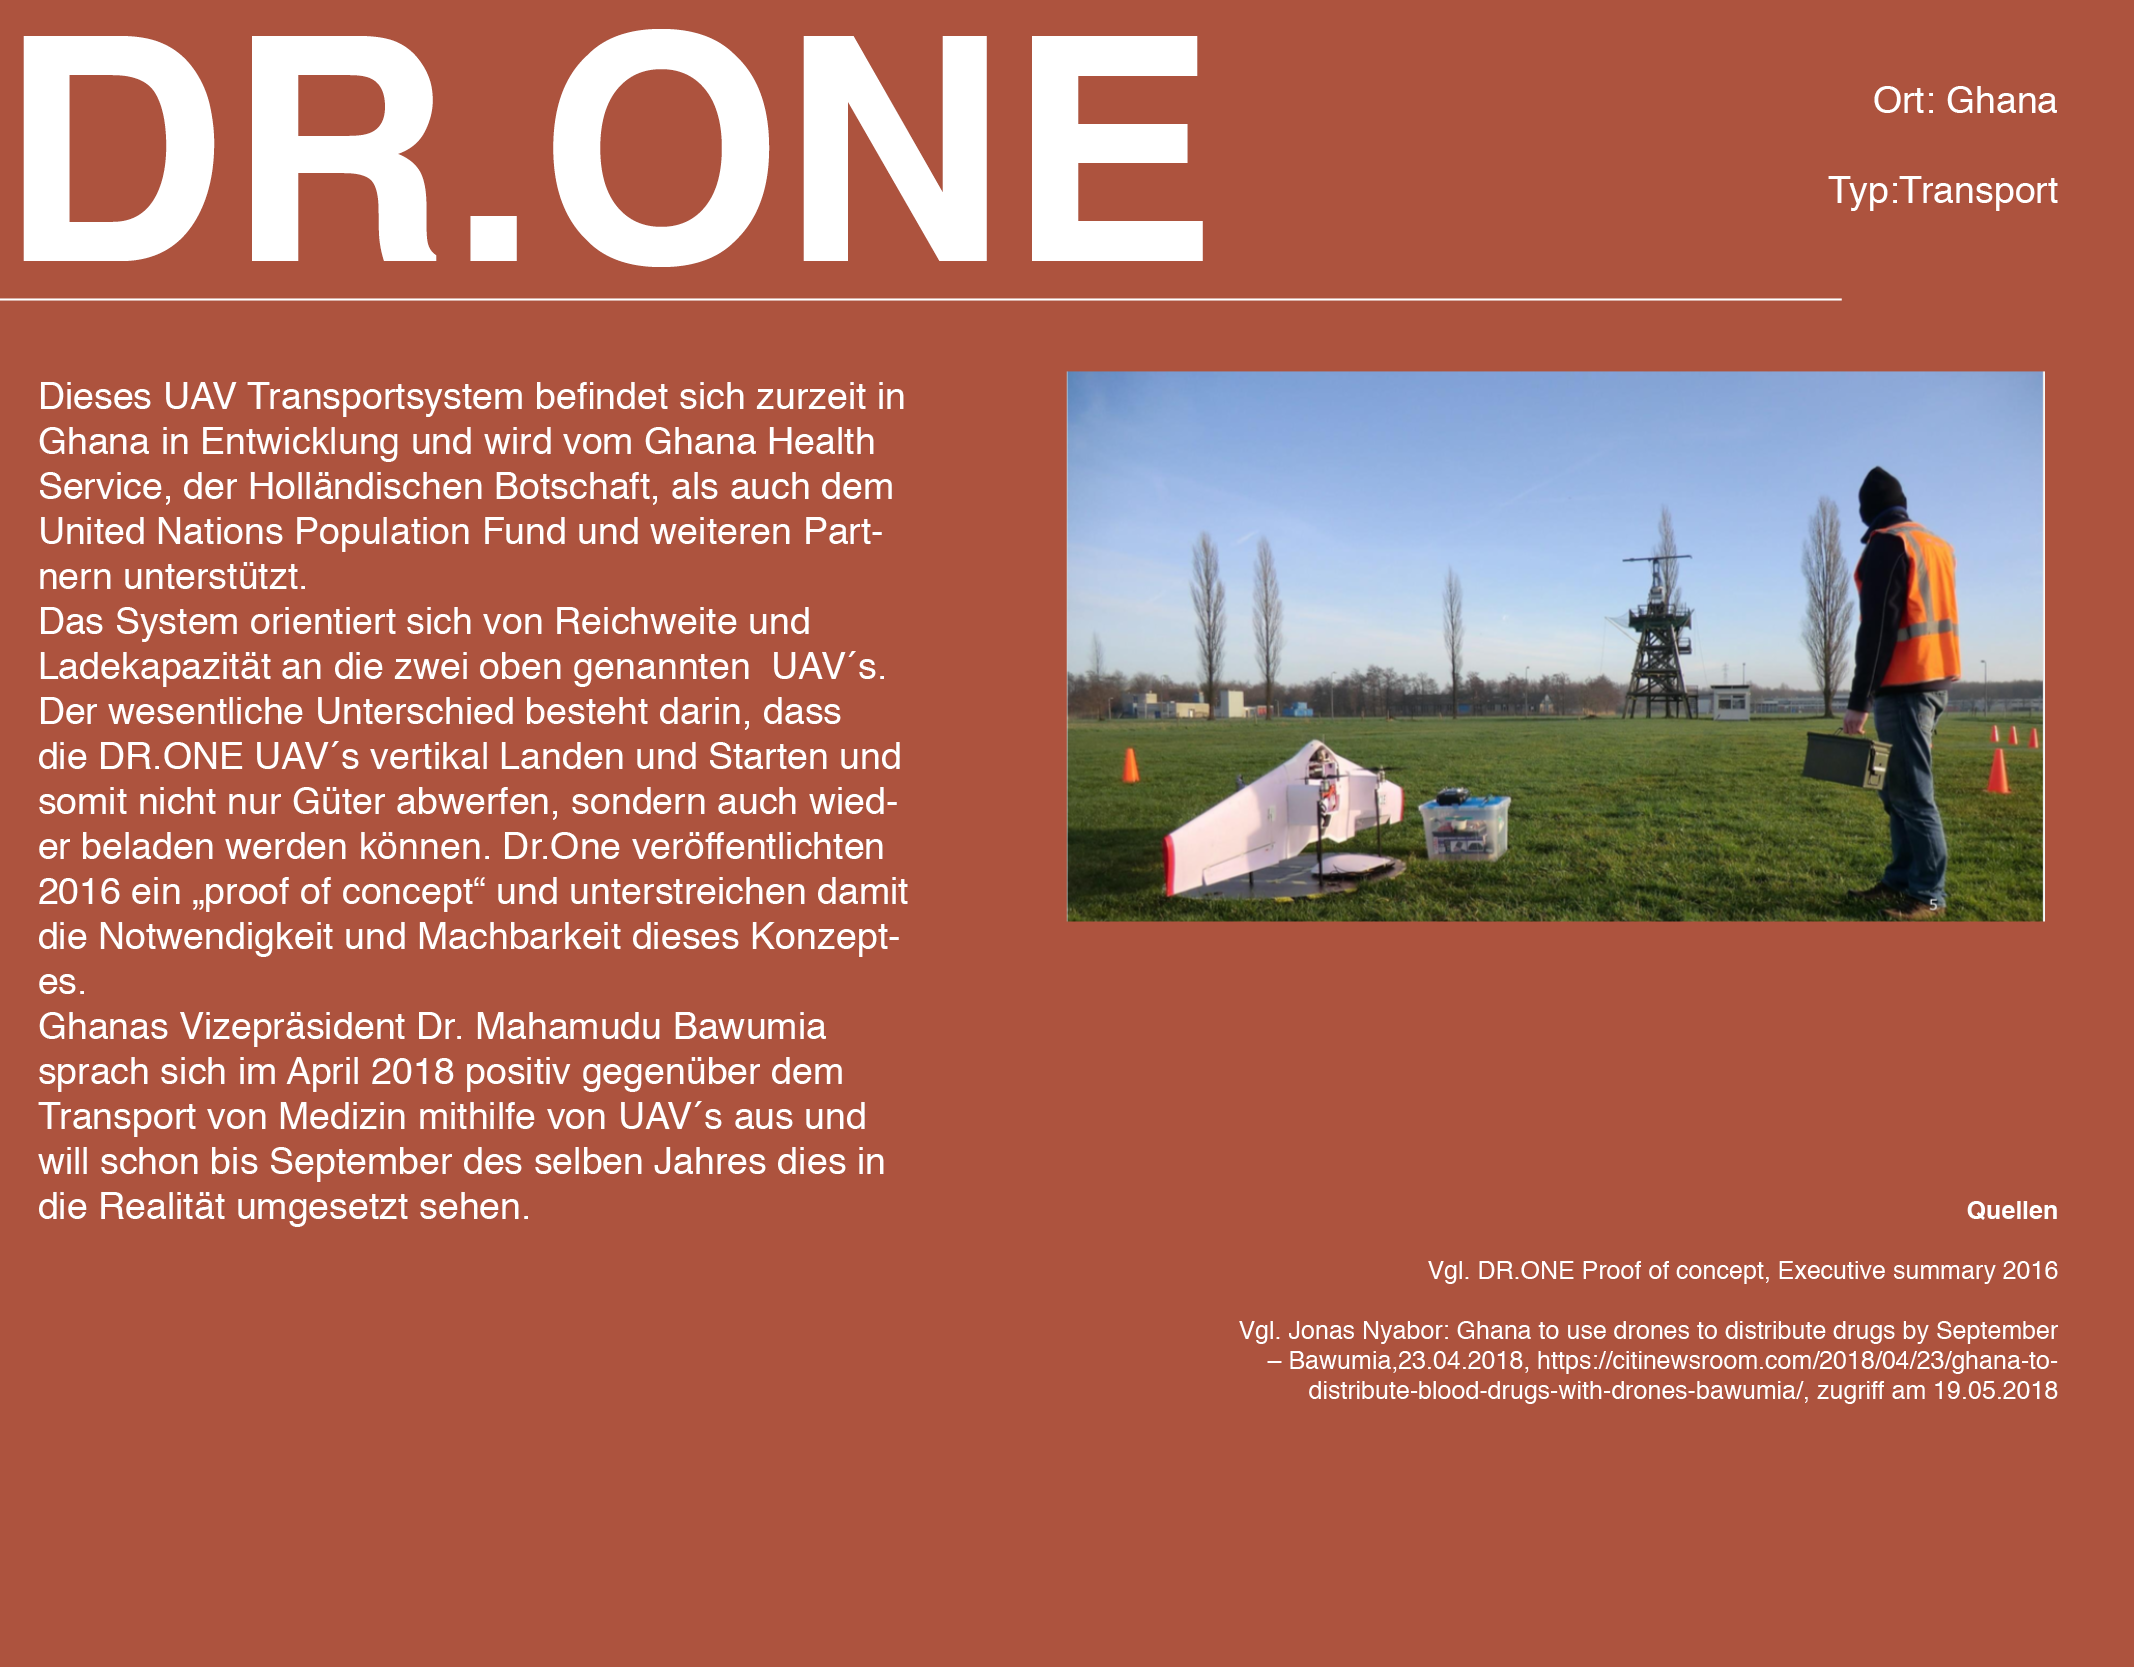 DR.ONE
Ort: Ghana
Typ:Transport
Dieses UAV Transportsystem befindet sich zurzeit in
Ghana in Entwicklung und wird vom Ghana Health
Service, der Holländischen Botschaft, als auch dem
United Nations Population Fund und weiteren Part-
nern unterstützt.
Das System orientiert sich von Reichweite und
Ladekapazität an die zwei oben genannten  UAV´s.
Der wesentliche Unterschied besteht darin, dass
die DR.ONE UAV´s vertikal Landen und Starten und
somit nicht nur Güter abwerfen, sondern auch wied-
er beladen werden können. Dr.One veröffentlichten
2016 ein „proof of concept“ und unterstreichen damit
die Notwendigkeit und Machbarkeit dieses Konzept-
es.
Ghanas Vizepräsident Dr. Mahamudu Bawumia
sprach sich im April 2018 positiv gegenüber dem
Transport von Medizin mithilfe von UAV´s aus und
will schon bis September des selben Jahres dies in
die Realität umgesetzt sehen.
5
Quellen
Vgl. DR.ONE Proof of concept, Executive summary 2016
Vgl. Jonas Nyabor: Ghana to use drones to distribute drugs by September
– Bawumia,23.04.2018, https://citinewsroom.com/2018/04/23/ghana-to-
distribute-blood-drugs-with-drones-bawumia/, zugriff am 19.05.2018